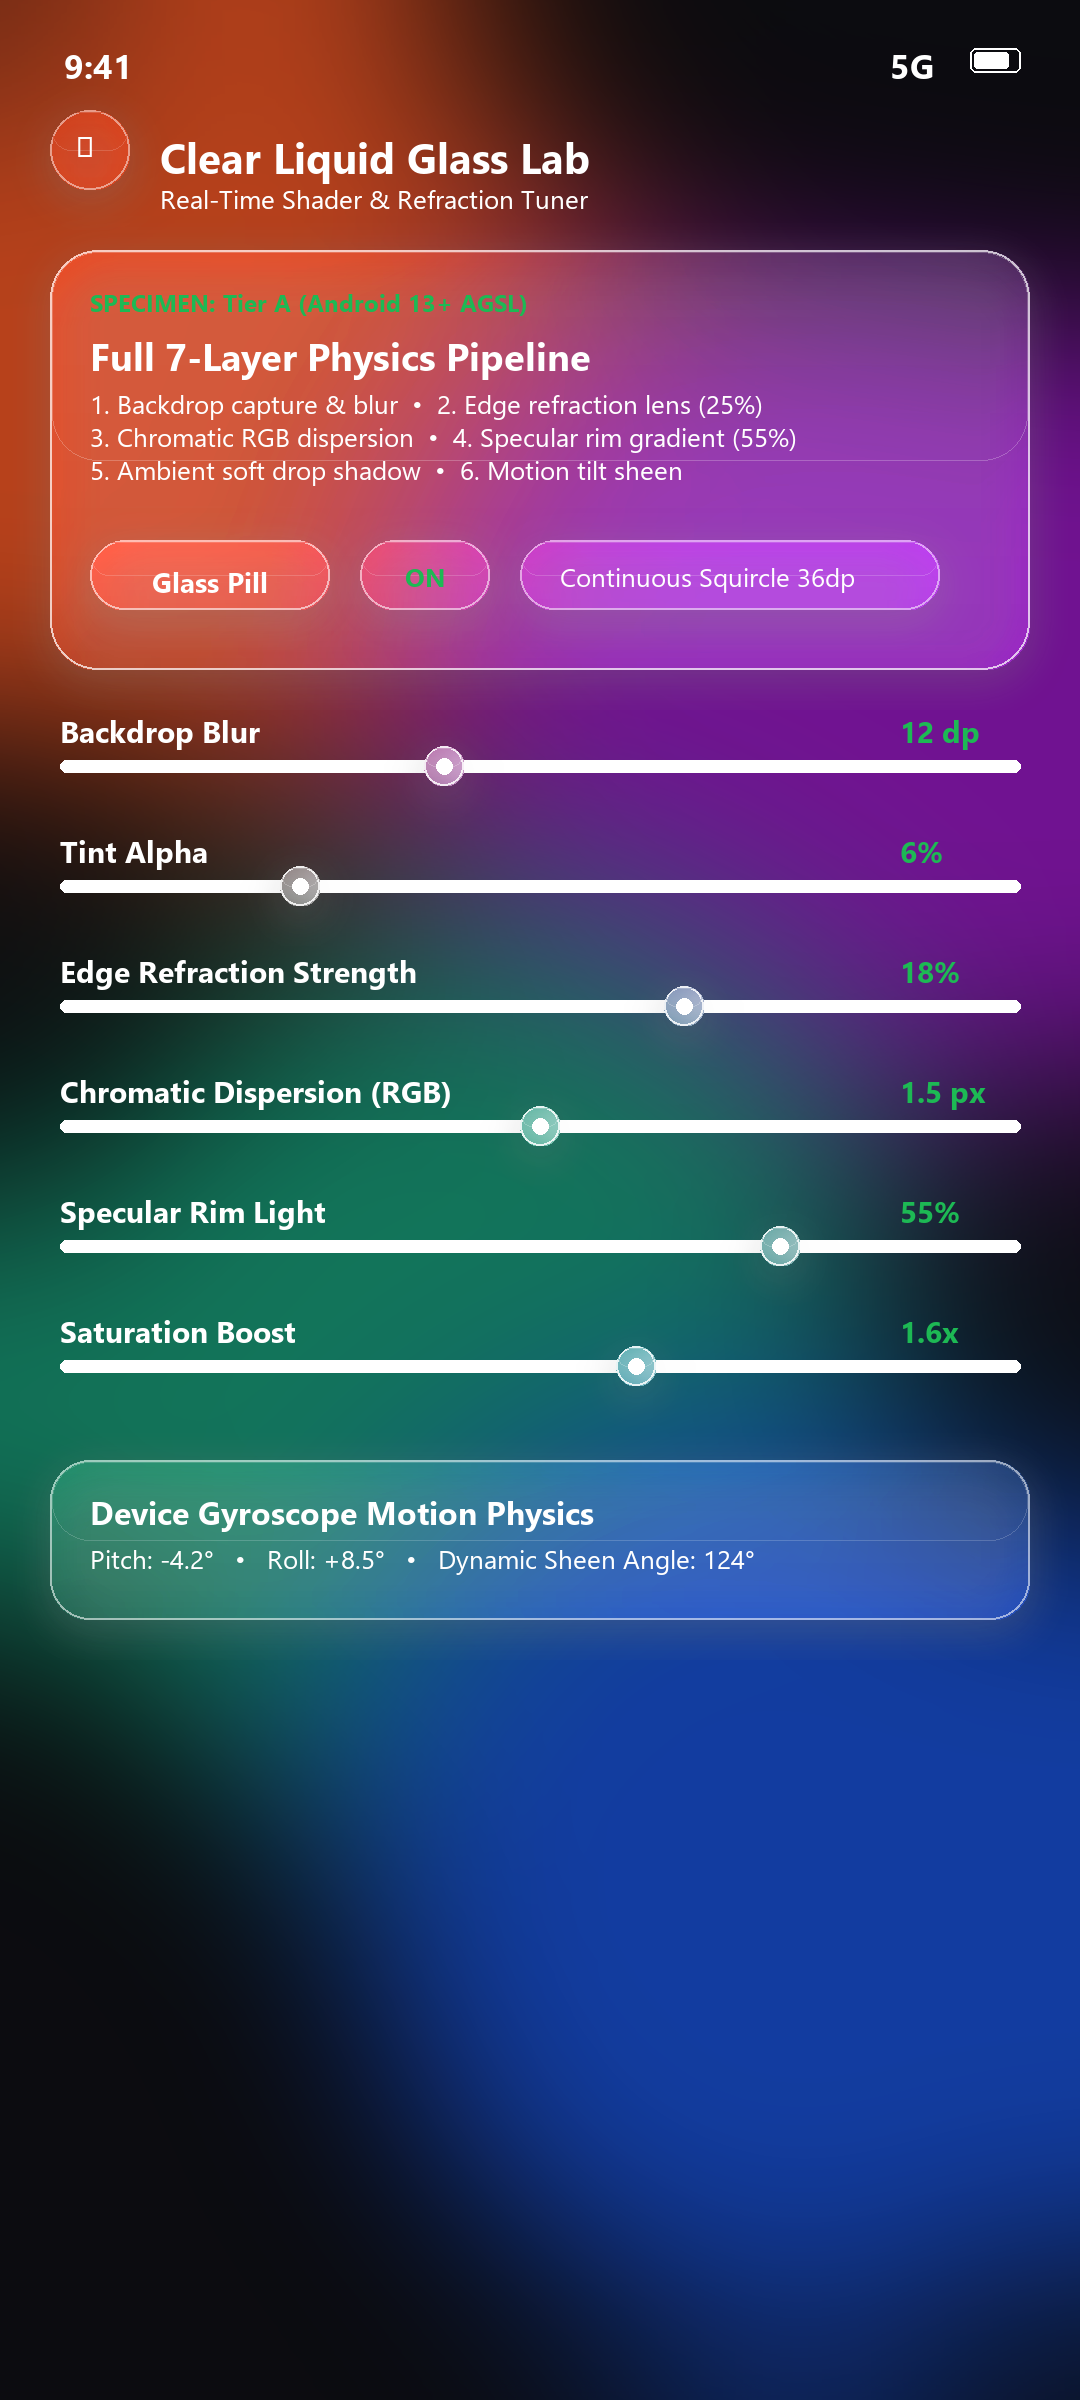 9:41 5G
Clear Liquid Glass Lab
Real-Time Shader & Refraction Tuner
SPECIMEN: Tier A (Android 13+ AGSL)
Full 7-Layer Physics Pipeline
1. Backdrop capture & blur • 2. Edge refraction lens (25%)
3. Chromatic RGB dispersion • 4. Specular rim gradient (55%)
5. Ambient soft drop shadow • 6. Motion tilt sheen
Glass Pill ON Continuous Squircle 36dp
Backdrop Blur 12 dp
Tint Alpha 6%
Edge Refraction Strength 18%
Chromatic Dispersion (RGB) 1.5 px
Specular Rim Light 55%
Saturation Boost 1.6x
Device Gyroscope Motion Physics
Pitch: -4.2° • Roll: +8.5° • Dynamic Sheen Angle: 124°